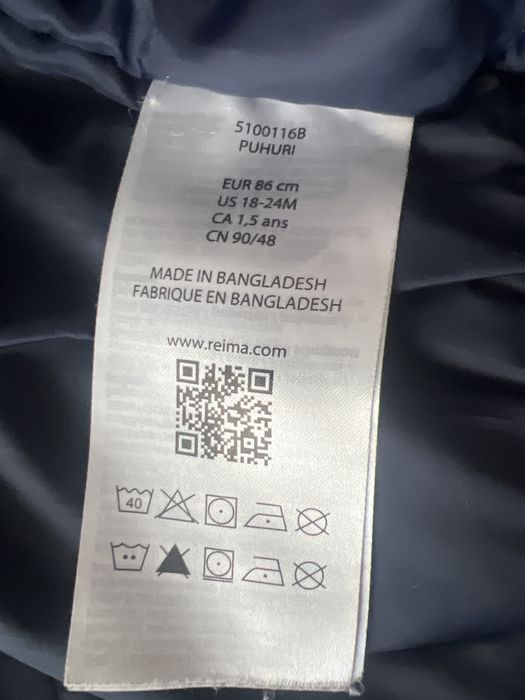 5100116B
PUHURI
EUR 86 cm
US 18-24M
CA 1,5 ans
CN 90/48
MADE IN BANGLADESH
FABRIQUE EN BANGLADESH
www.reima.com
40